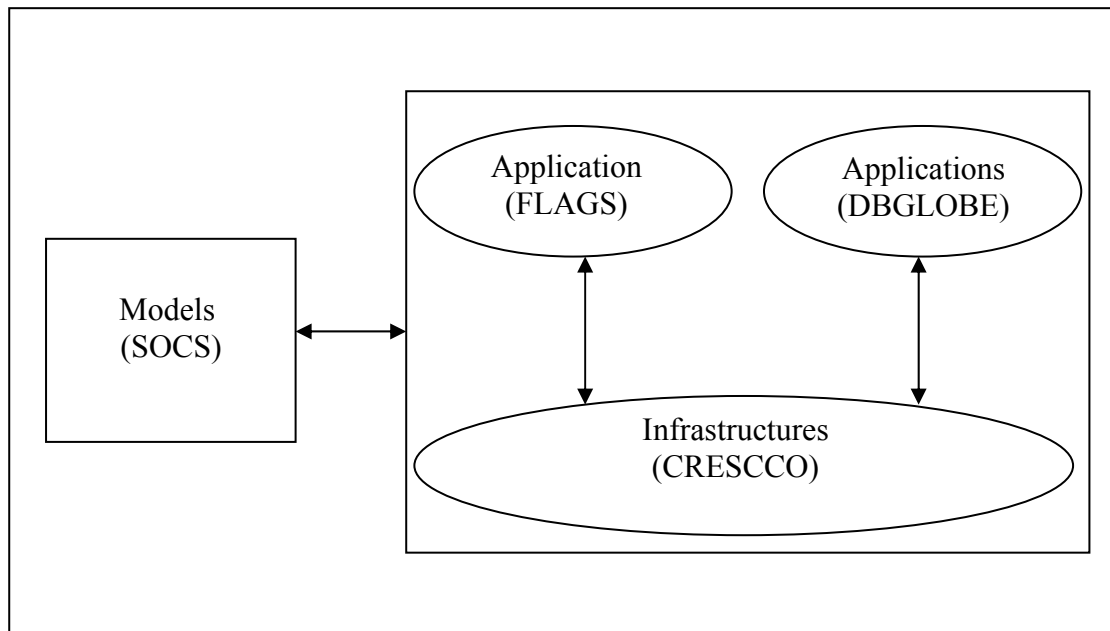 Application
(FLAGS)
Applications
(DBGLOBE)
Models
(SOCS)
Infrastructures
(CRESCCO)